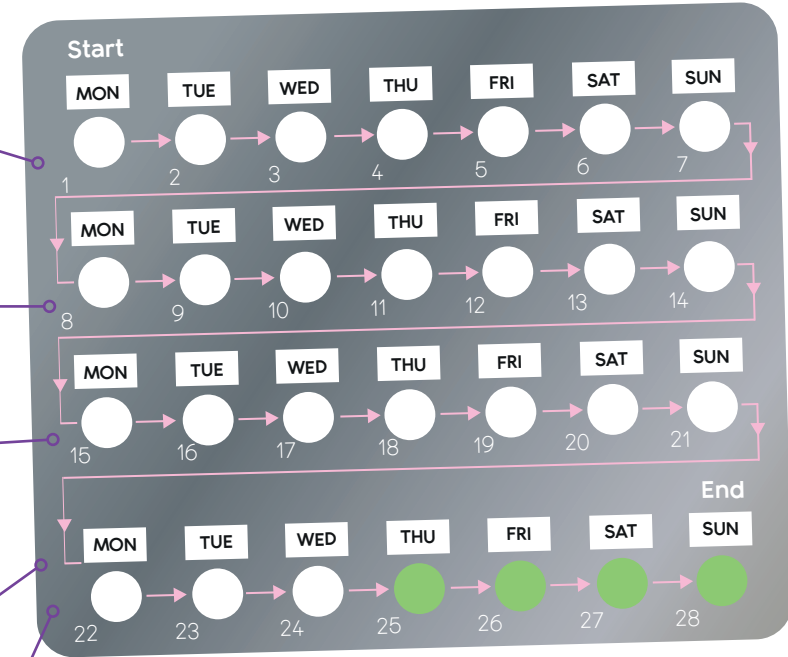 Start
MON TUE WED THU FRI SAT SUN
1 2 3 4 5 6 7
MON TUE WED THU FRI SAT SUN
8 9 10 11 12 13 14
MON TUE WED THU FRI SAT SUN
15 16 17 18 19 20 21
End
MON TUE WED THU FRI SAT SUN
22 23 24 25 26 27 28